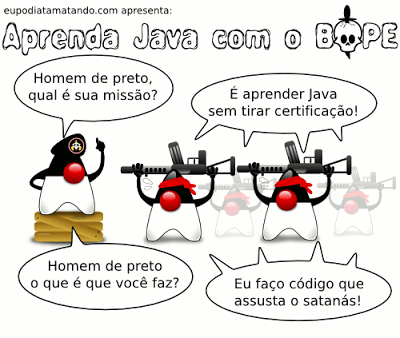 eupodiatamatando.com apresenta:
Aprenda Java com o BOPE
Homem de preto,
qual é sua missão?
É aprender Java
sem tirar certificação!
Homem de preto
o que é que você faz?
Eu faço código que
assusta o satanás!